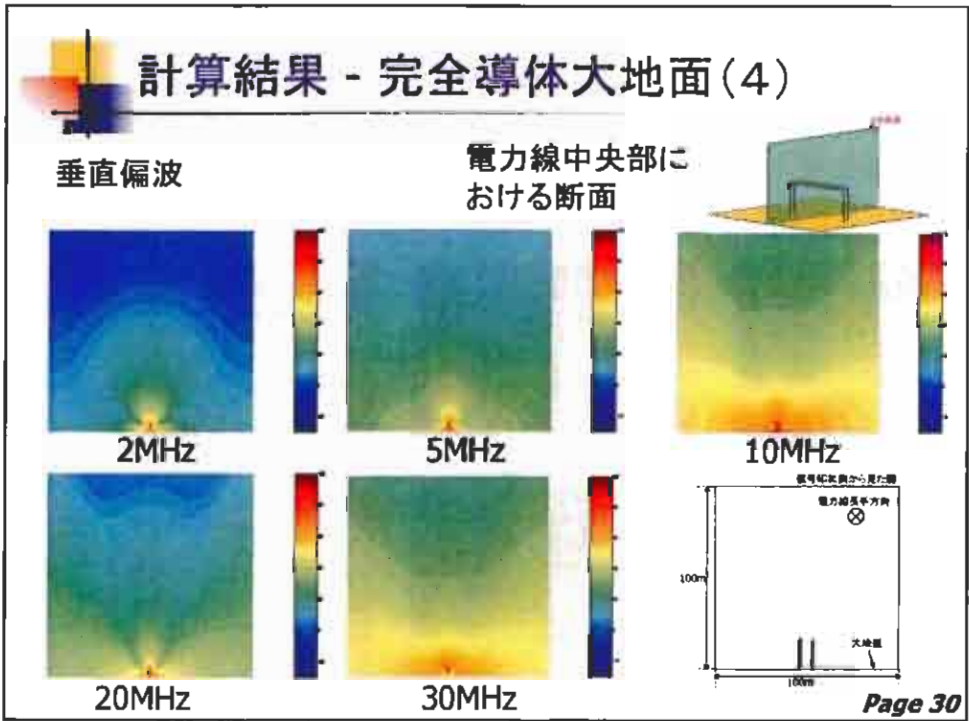 計算結果 - 完全導体大地面(4)
垂直偏波
電力線中央部に
おける断面
2MHz
5MHz
10MHz
20MHz
30MHz
電力線長手方向
100m
大地面
100m
Page 30